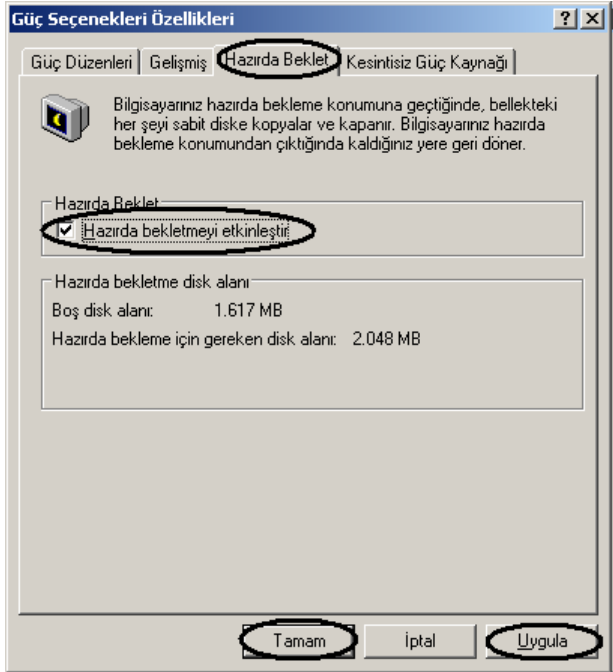 Güç Seçenekleri Özellikleri
Güç Düzenleri Gelişmiş Hazırda Beklet Kesintisiz Güç Kaynağı
Bilgisayarınız hazırda bekleme konumuna geçtiğinde, bellekteki
her şeyi sabit diske kopyalar ve kapanır. Bilgisayarınız hazırda
bekleme konumundan çıktığında kaldığınız yere geri döner.
Hazırda Beklet
Hazırda bekletmeyi etkinleştir
Hazırda bekletme disk alanı
Boş disk alanı: 1.617 MB
Hazırda bekleme için gereken disk alanı: 2.048 MB
Tamam İptal Uygula